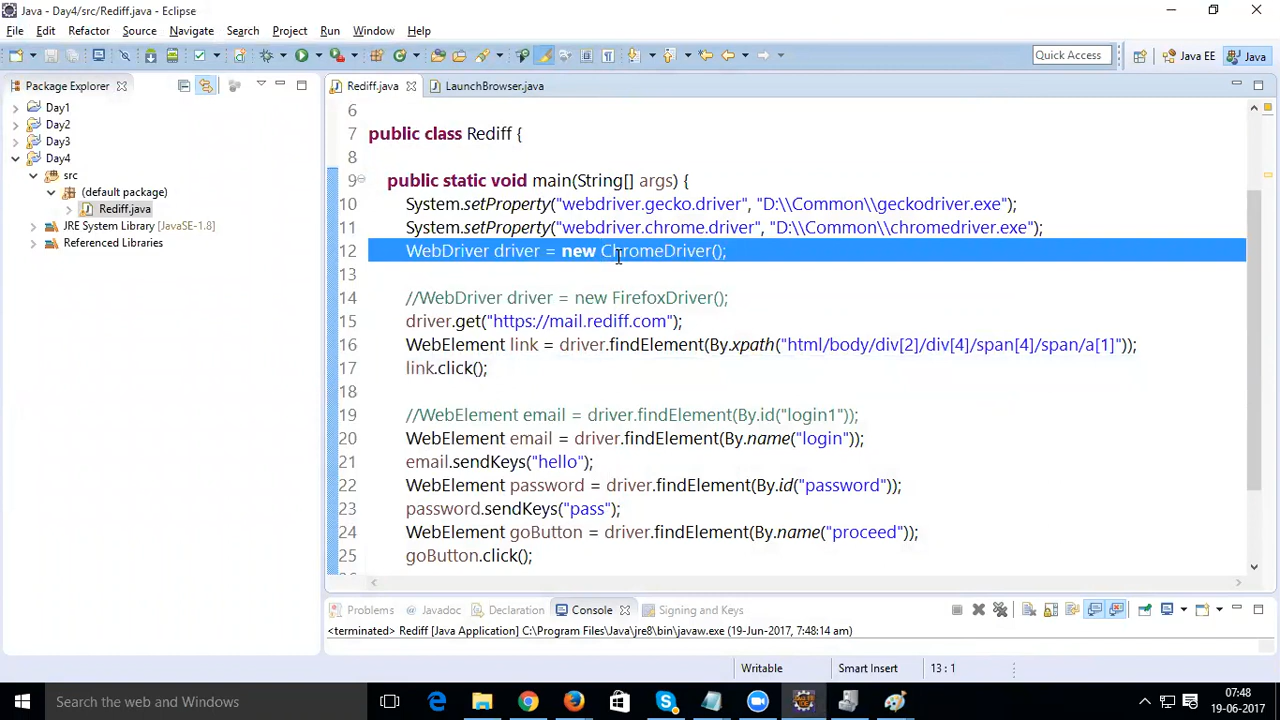 Java - Day4/src/Rediff.java - Eclipse
File Edit Refactor Source Navigate Search Project Run Window Help
Quick Access Java EE Java
Package Explorer
Rediff.java LaunchBrowser.java
Day1
Day2
Day3
Day4
src
(default package)
Rediff.java
JRE System Library [JavaSE-1.8]
Referenced Libraries
6
7 public class Rediff {
8
9 public static void main(String[] args) {
10 System.setProperty("webdriver.gecko.driver", "D:\\Common\\geckodriver.exe");
11 System.setProperty("webdriver.chrome.driver", "D:\\Common\\chromedriver.exe");
12 WebDriver driver = new ChromeDriver();
13
14 //WebDriver driver = new FirefoxDriver();
15 driver.get("https://mail.rediff.com");
16 WebElement link = driver.findElement(By.xpath("html/body/div[2]/div[4]/span[4]/span/a[1]"));
17 link.click();
18
19 //WebElement email = driver.findElement(By.id("login1"));
20 WebElement email = driver.findElement(By.name("login"));
21 email.sendKeys("hello");
22 WebElement password = driver.findElement(By.id("password"));
23 password.sendKeys("pass");
24 WebElement goButton = driver.findElement(By.name("proceed"));
25 goButton.click();
Problems Javadoc Declaration Console Signing and Keys
<terminated> Rediff [Java Application] C:\Program Files\Java\jre8\bin\javaw.exe (19-Jun-2017, 7:48:14 am)
Writable Smart Insert 13 : 1
Search the web and Windows
07:48
19-06-2017